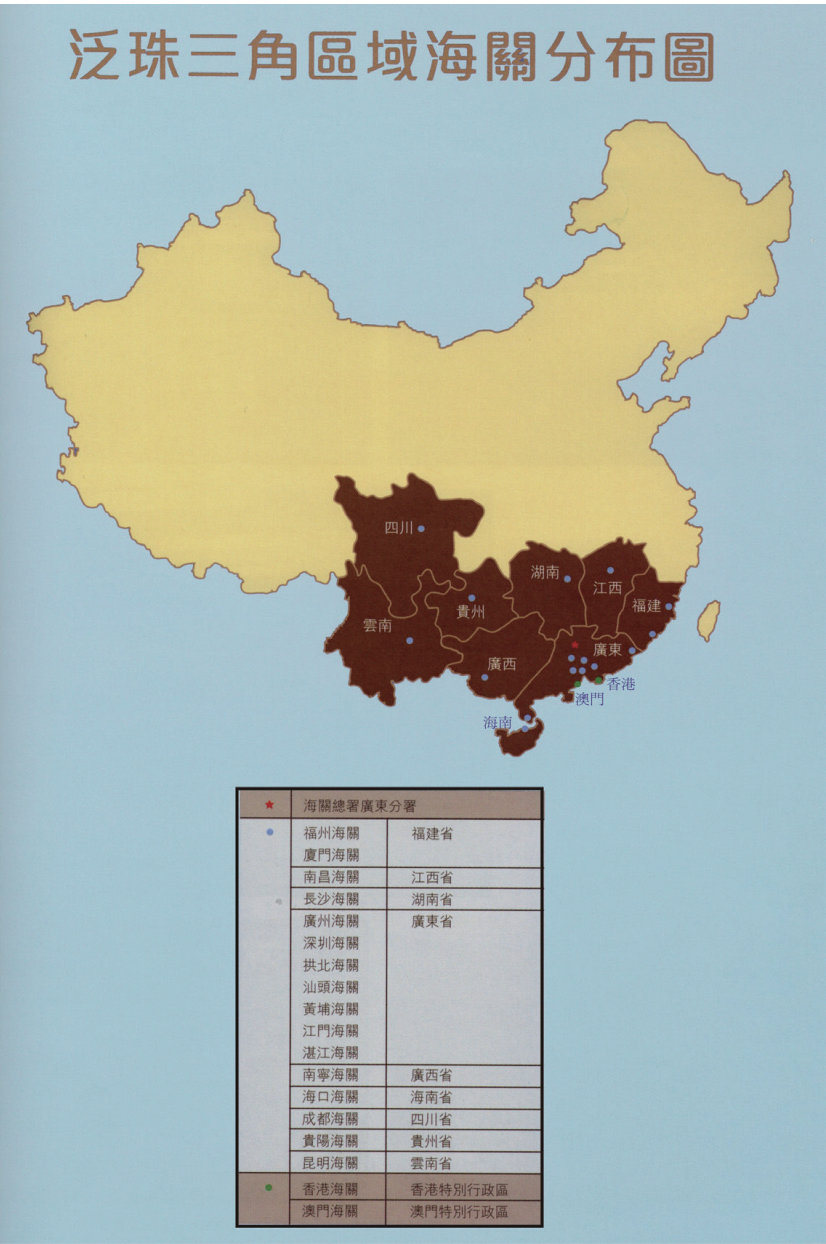 泛珠三角區域海關分布圖
四川
湖南
江西
貴州
福建
雲南
廣東
廣西
香港
澳門
海南
海關總署廣東分署
福州海關 福建省
廈門海關
南昌海關 江西省
長沙海關 湖南省
廣州海關 廣東省
深圳海關
拱北海關
汕頭海關
黃埔海關
江門海關
湛江海關
南寧海關 廣西省
海口海關 海南省
成都海關 四川省
貴陽海關 貴州省
昆明海關 雲南省
香港海關 香港特別行政區
澳門海關 澳門特別行政區